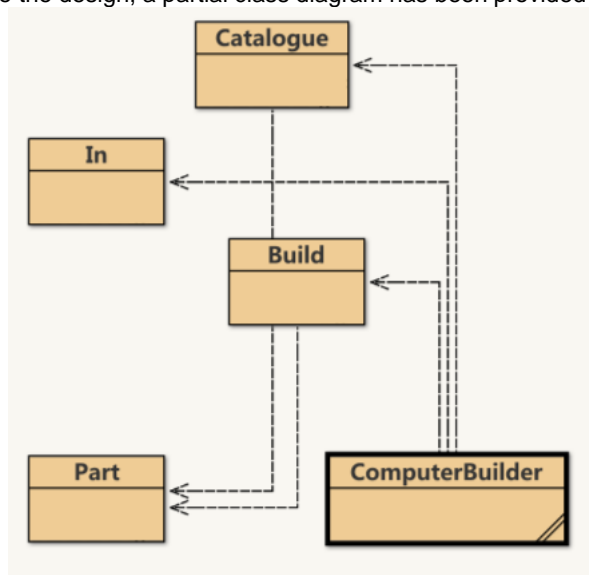 o the design, a partial class diagram has been provided
Catalogue
In
Build
Part
ComputerBuilder